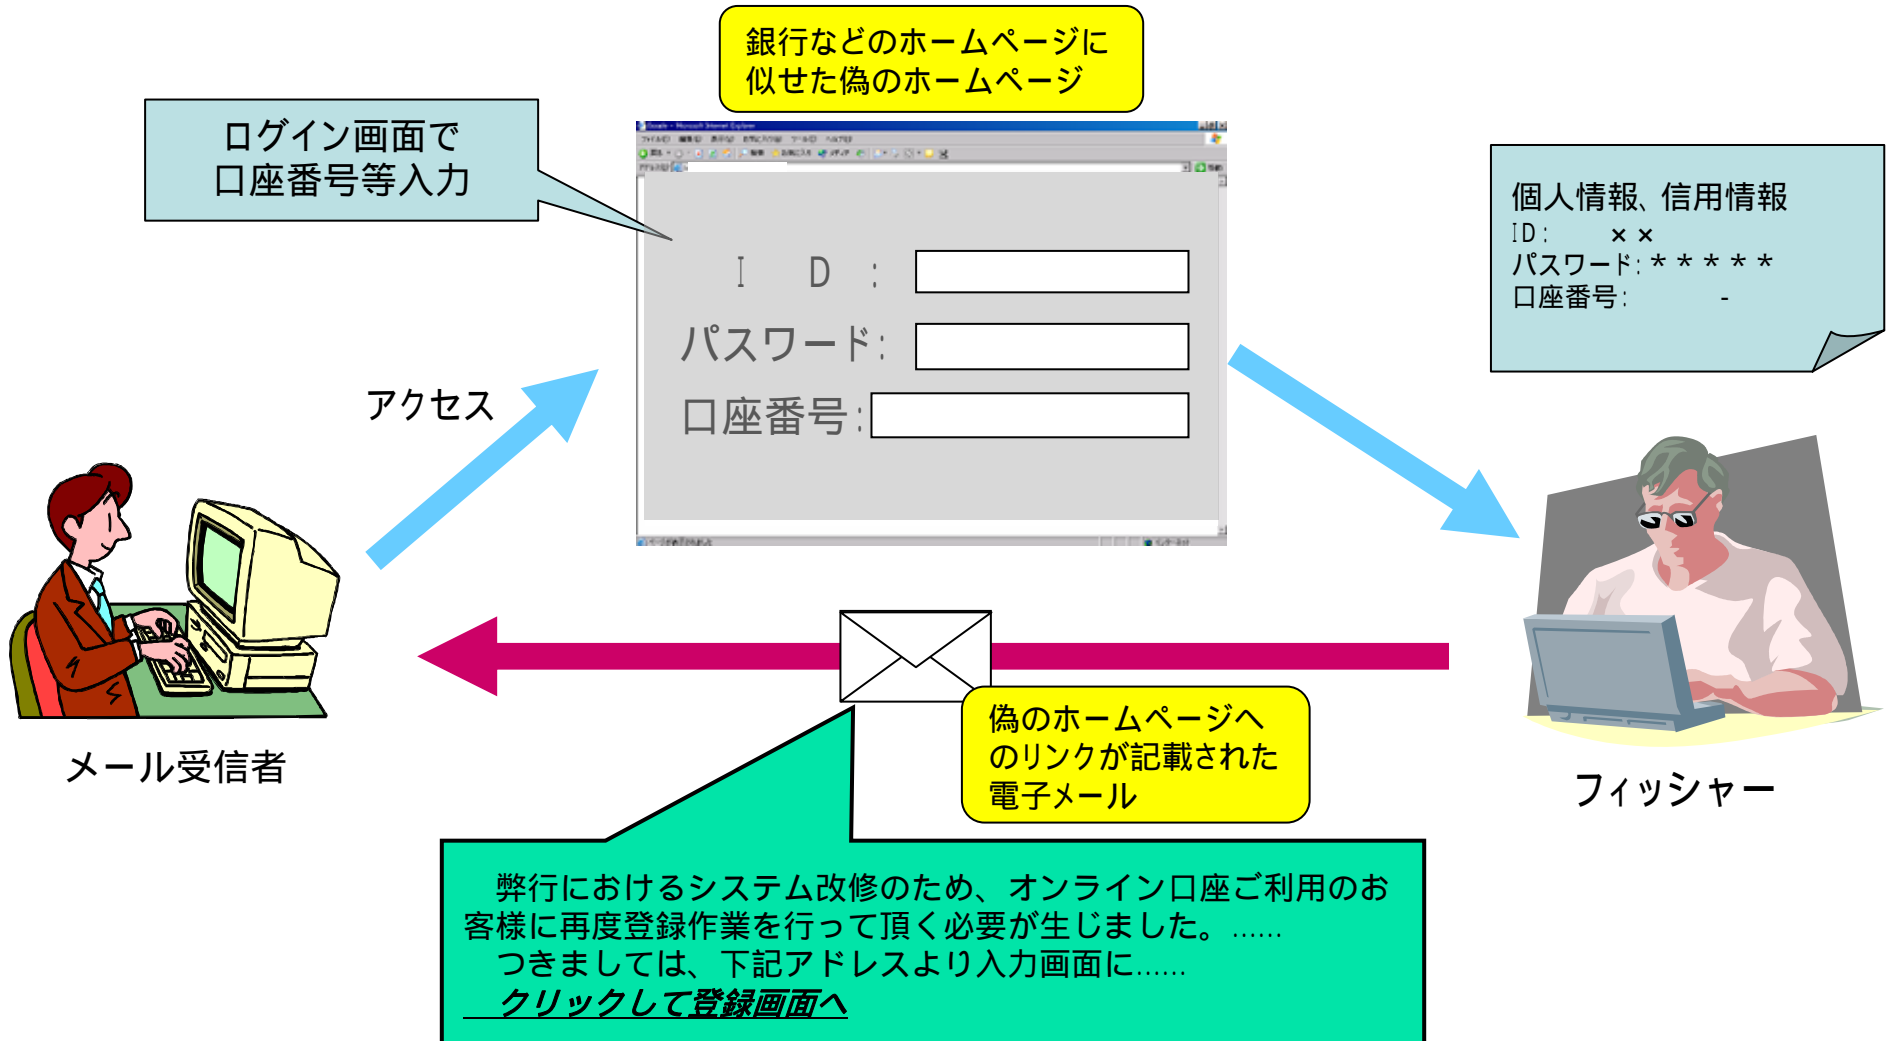 銀行などのホームページに
似せた偽のホームページ
ログイン画面で
口座番号等入力
I D :
パスワード:
口座番号:
個人情報、信用情報
ID: ××
パスワード:*****
口座番号: -
アクセス
メール受信者
フィッシャー
偽のホームページへ
のリンクが記載された
電子メール
弊行におけるシステム改修のため、オンライン口座ご利用のお
客様に再度登録作業を行って頂く必要が生じました。……
つきましては、下記アドレスより入力画面に……
クリックして登録画面へ